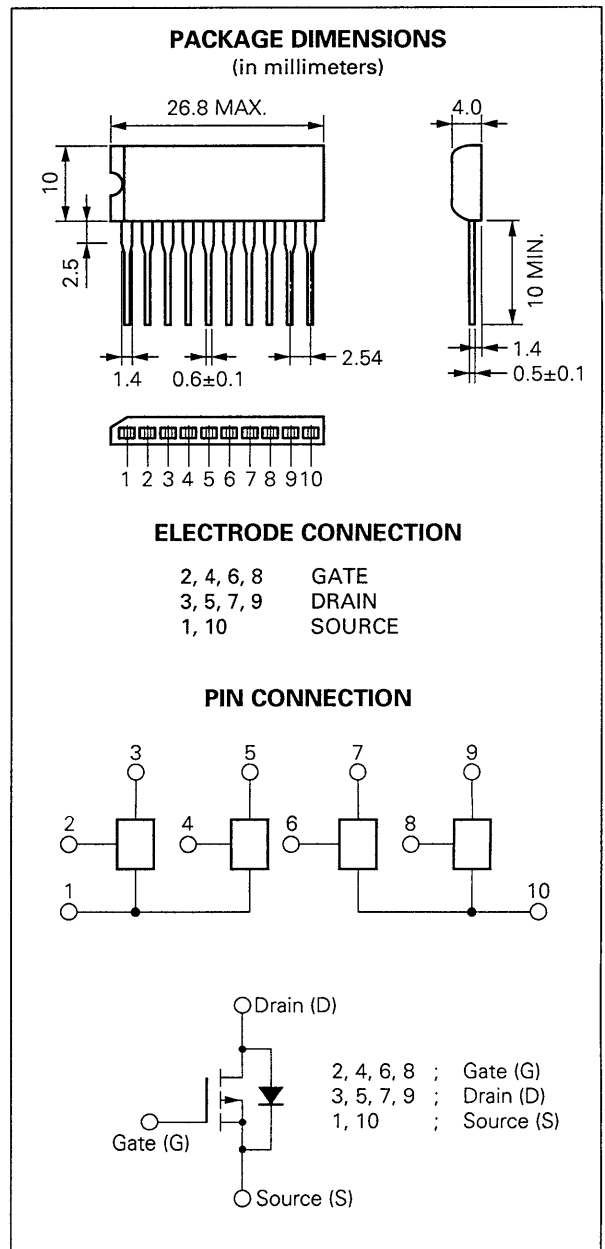 PACKAGE DIMENSIONS
(in millimeters)
26.8 MAX.
4.0
10
2.5
10 MIN.
2.54
1.4
1.4
0.6±0.1
0.5±0.1
1 2 3 4 5 6 7 8 9 10
ELECTRODE CONNECTION
2, 4, 6, 8 GATE
3, 5, 7, 9 DRAIN
1, 10 SOURCE
PIN CONNECTION
3 5 7 9
2 4 6 8
1 10
Drain (D)
2, 4, 6, 8 ; Gate (G)
3, 5, 7, 9 ; Drain (D)
1, 10 ; Source (S)
Gate (G)
Source (S)